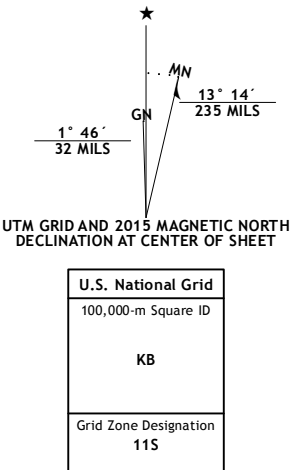 ★
MN
13° 14´
235 MILS
GN
1° 46´
32 MILS
UTM GRID AND 2015 MAGNETIC NORTH
DECLINATION AT CENTER OF SHEET
U.S. National Grid
100,000-m Square ID
KB
Grid Zone Designation
11S